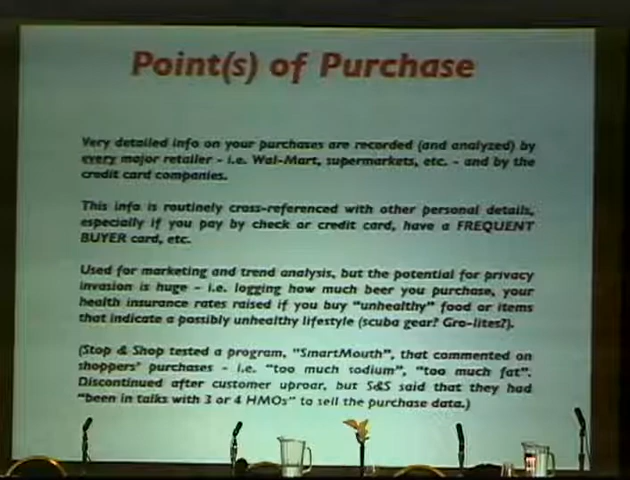 Point(s) of Purchase
Very detailed info on your purchases are recorded (and analyzed) by
every major retailer - i.e. Wal-Mart, supermarkets, etc. - and by the
credit card companies.
This info is routinely cross-referenced with other personal details,
especially if you pay by check or credit card, have a FREQUENT
BUYER card, etc.
Used for marketing and trend analysis, but the potential for privacy
invasion is huge - i.e. logging how much beer you purchase, your
health insurance rates raised if you buy "unhealthy" food or items
that indicate a possibly unhealthy lifestyle (scuba gear? Gro-lites?).
(Stop & Shop tested a program, "SmartMouth", that commented on
shoppers' purchases - i.e. "too much sodium", "too much fat".
Discontinued after customer uproar, but S&S said that they had
"been in talks with 3 or 4 HMOs" to sell the purchase data.)